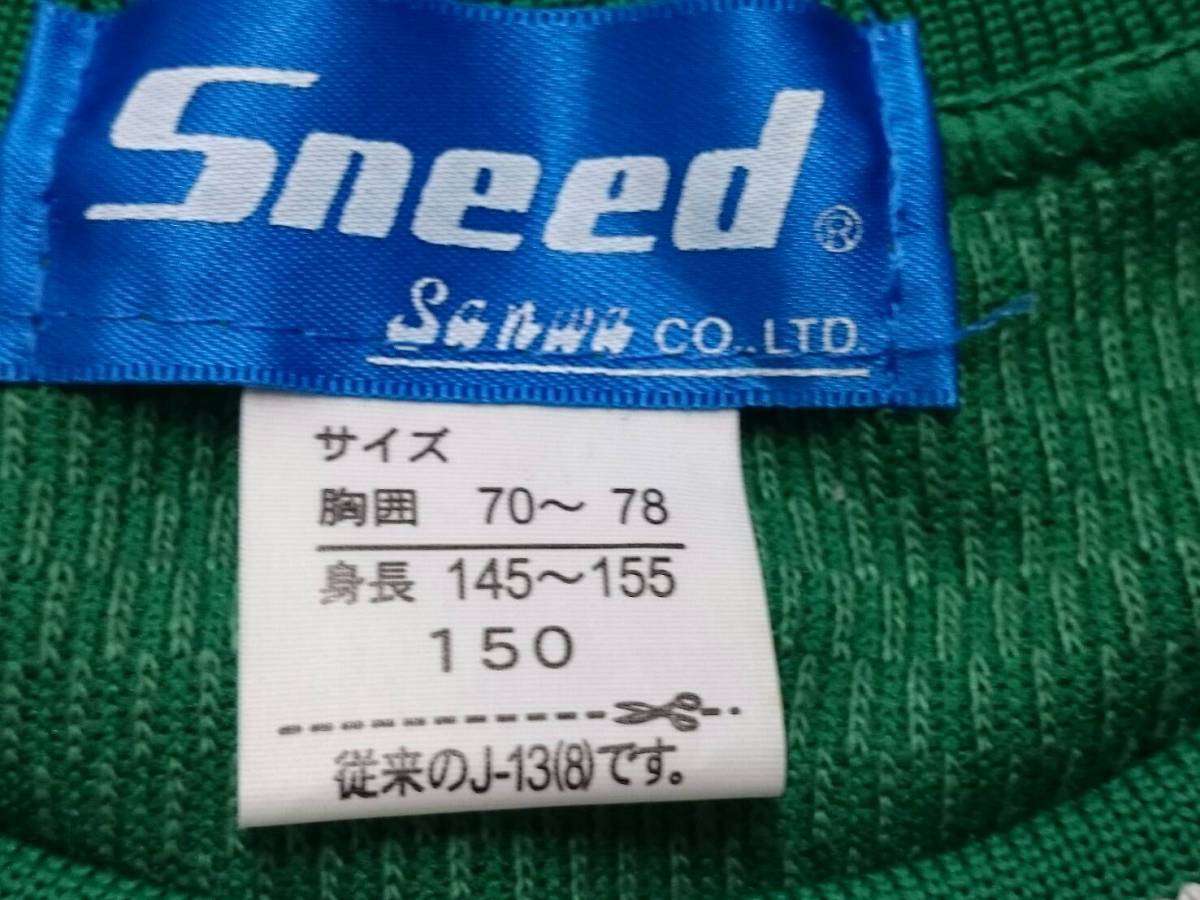 Sneed®
Sanwa CO., LTD.
サイズ
胸囲 70〜 78
身長 145〜155
150
従来のJ-13(8)です。